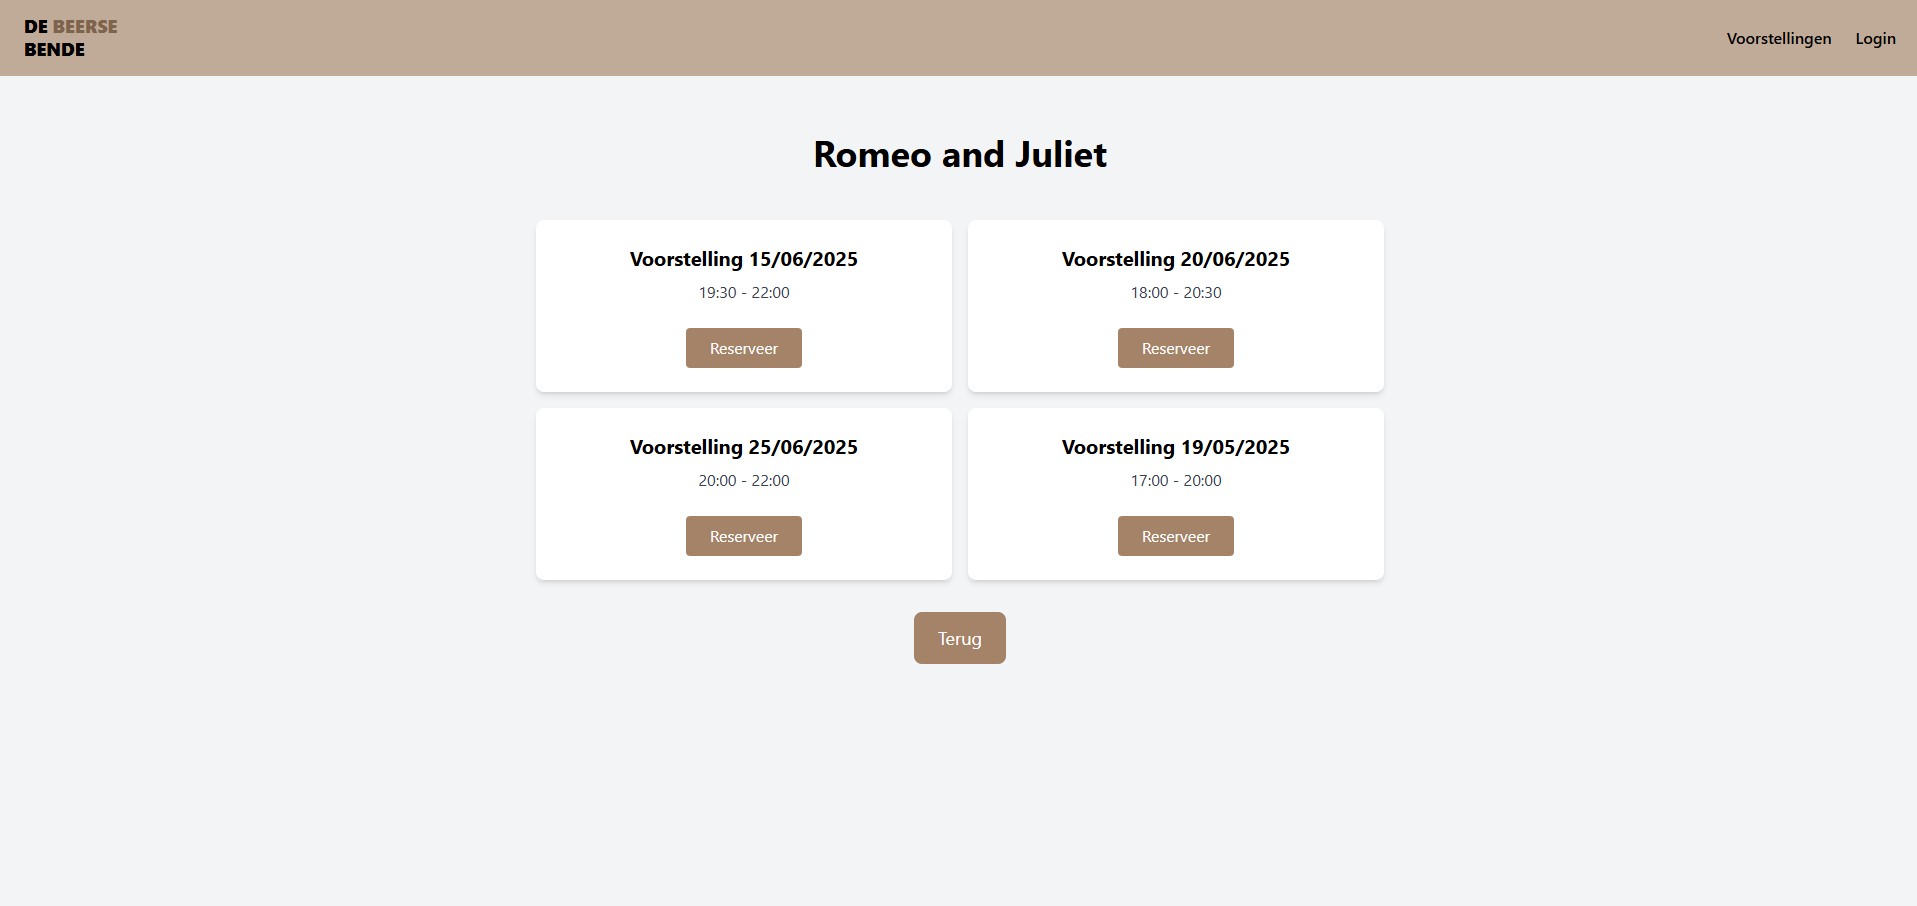 DE BEERSE
BENDE
Voorstellingen
Login
Romeo and Juliet
Voorstelling 15/06/2025
19:30 - 22:00
Reserveer
Voorstelling 20/06/2025
18:00 - 20:30
Reserveer
Voorstelling 25/06/2025
20:00 - 22:00
Reserveer
Voorstelling 19/05/2025
17:00 - 20:00
Reserveer
Terug